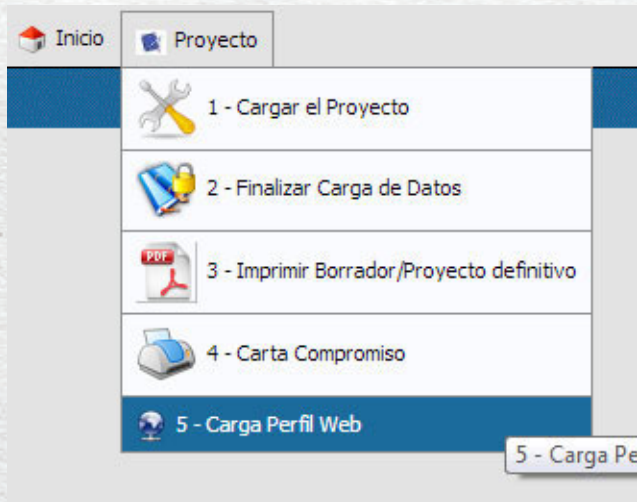 Inicio
Proyecto
1 - Cargar el Proyecto
2 - Finalizar Carga de Datos
PDF
3 - Imprimir Borrador/Proyecto definitivo
4 - Carta Compromiso
5 - Carga Perfil Web
5 - Carga Pe